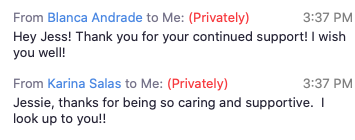 From Blanca Andrade to Me: (Privately) 3:37 PM
Hey Jess! Thank you for your continued support! I wish
you well!
From Karina Salas to Me: (Privately) 3:37 PM
Jessie, thanks for being so caring and supportive.  I
look up to you!!